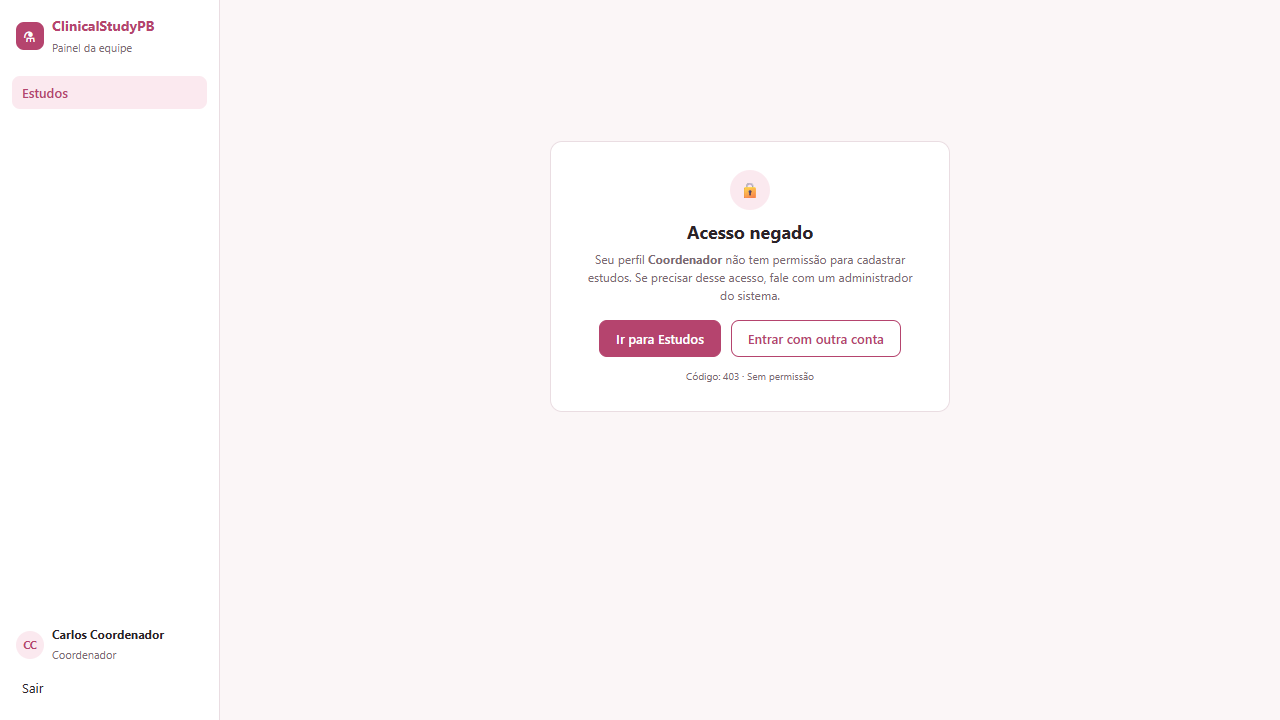 ClinicalStudyPB
Painel da equipe
Estudos
Acesso negado
Seu perfil Coordenador não tem permissão para cadastrar
estudos. Se precisar desse acesso, fale com um administrador
do sistema.
Ir para Estudos
Entrar com outra conta
Código: 403 · Sem permissão
CC
Carlos Coordenador
Coordenador
Sair